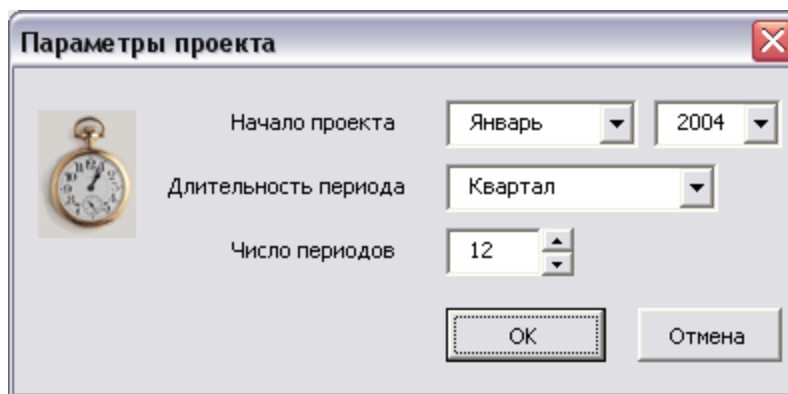 Параметры проекта
Начало проекта Январь 2004
Длительность периода Квартал
Число периодов 12
OK Отмена